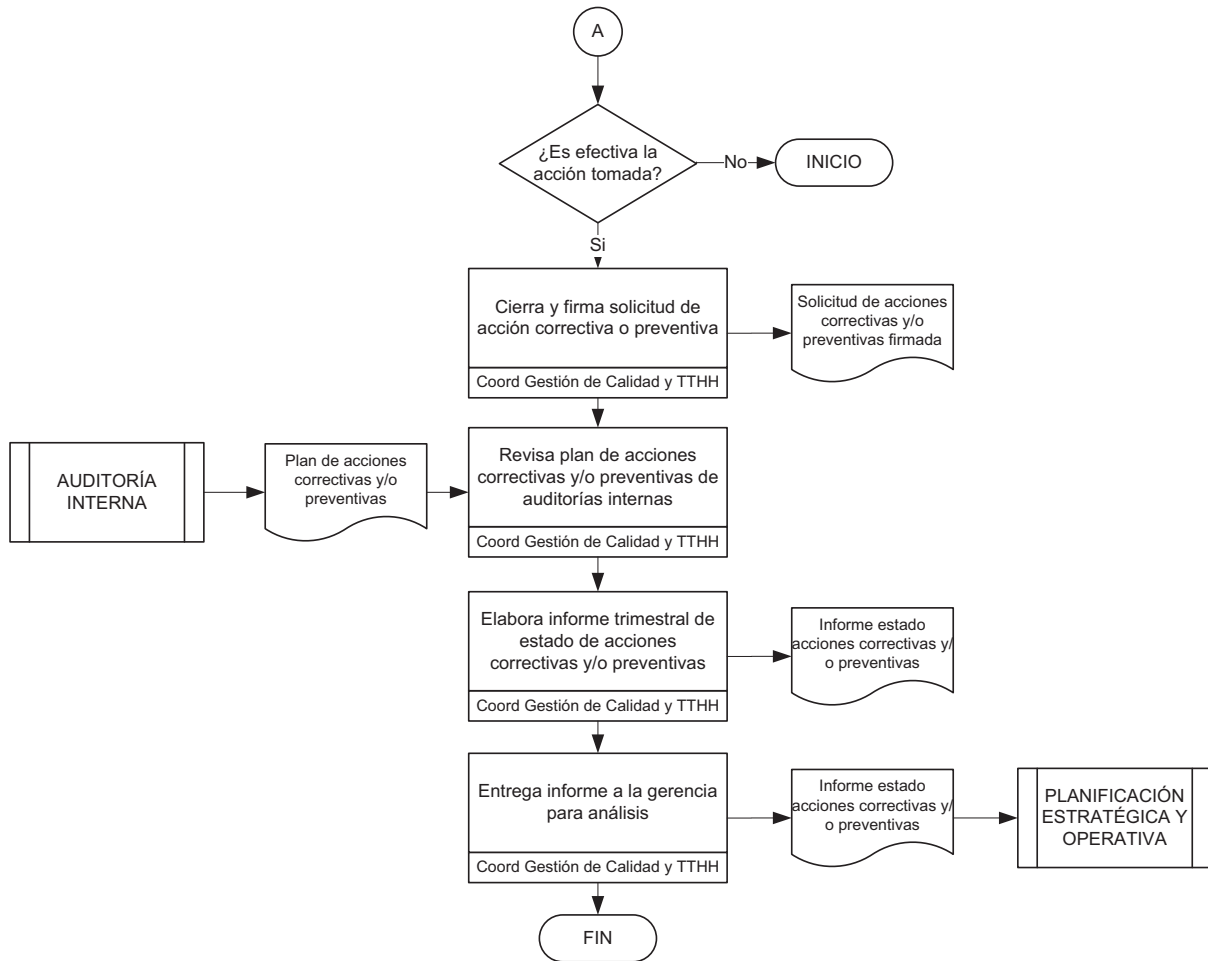 A
¿Es efectiva la
acción tomada?
No
INICIO
Si
Cierra y firma solicitud de
acción correctiva o preventiva
Coord Gestión de Calidad y TTHH
Solicitud de acciones
correctivas y/o
preventivas firmada
AUDITORÍA
INTERNA
Plan de acciones
correctivas y/o
preventivas
Revisa plan de acciones
correctivas y/o preventivas de
auditorías internas
Coord Gestión de Calidad y TTHH
Elabora informe trimestral de
estado de acciones
correctivas y/o preventivas
Coord Gestión de Calidad y TTHH
Informe estado
acciones correctivas y/
o preventivas
Entrega informe a la gerencia
para análisis
Coord Gestión de Calidad y TTHH
Informe estado
acciones correctivas y/
o preventivas
PLANIFICACIÓN
ESTRATÉGICA Y
OPERATIVA
FIN